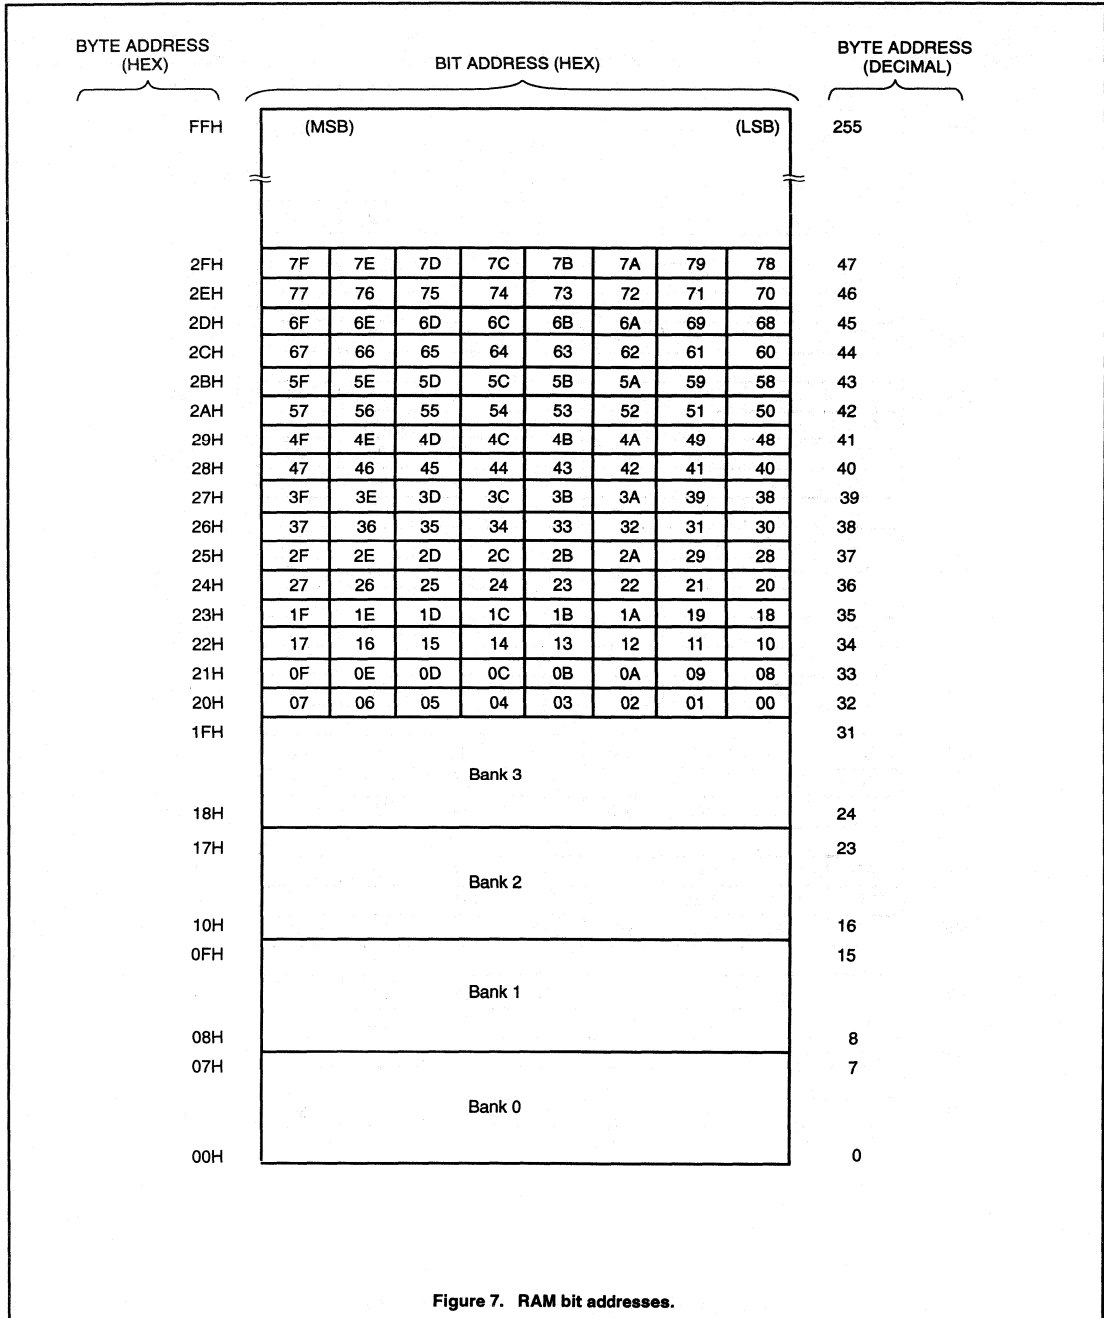 BYTE ADDRESS
(HEX)
BIT ADDRESS (HEX)
BYTE ADDRESS
(DECIMAL)
FFH (MSB) (LSB) 255
2FH 7F 7E 7D 7C 7B 7A 79 78 47
2EH 77 76 75 74 73 72 71 70 46
2DH 6F 6E 6D 6C 6B 6A 69 68 45
2CH 67 66 65 64 63 62 61 60 44
2BH 5F 5E 5D 5C 5B 5A 59 58 43
2AH 57 56 55 54 53 52 51 50 42
29H 4F 4E 4D 4C 4B 4A 49 48 41
28H 47 46 45 44 43 42 41 40 40
27H 3F 3E 3D 3C 3B 3A 39 38 39
26H 37 36 35 34 33 32 31 30 38
25H 2F 2E 2D 2C 2B 2A 29 28 37
24H 27 26 25 24 23 22 21 20 36
23H 1F 1E 1D 1C 1B 1A 19 18 35
22H 17 16 15 14 13 12 11 10 34
21H 0F 0E 0D 0C 0B 0A 09 08 33
20H 07 06 05 04 03 02 01 00 32
1FH 31
Bank 3
18H 24
17H 23
Bank 2
10H 16
0FH 15
Bank 1
08H 8
07H 7
Bank 0
00H 0
Figure 7. RAM bit addresses.